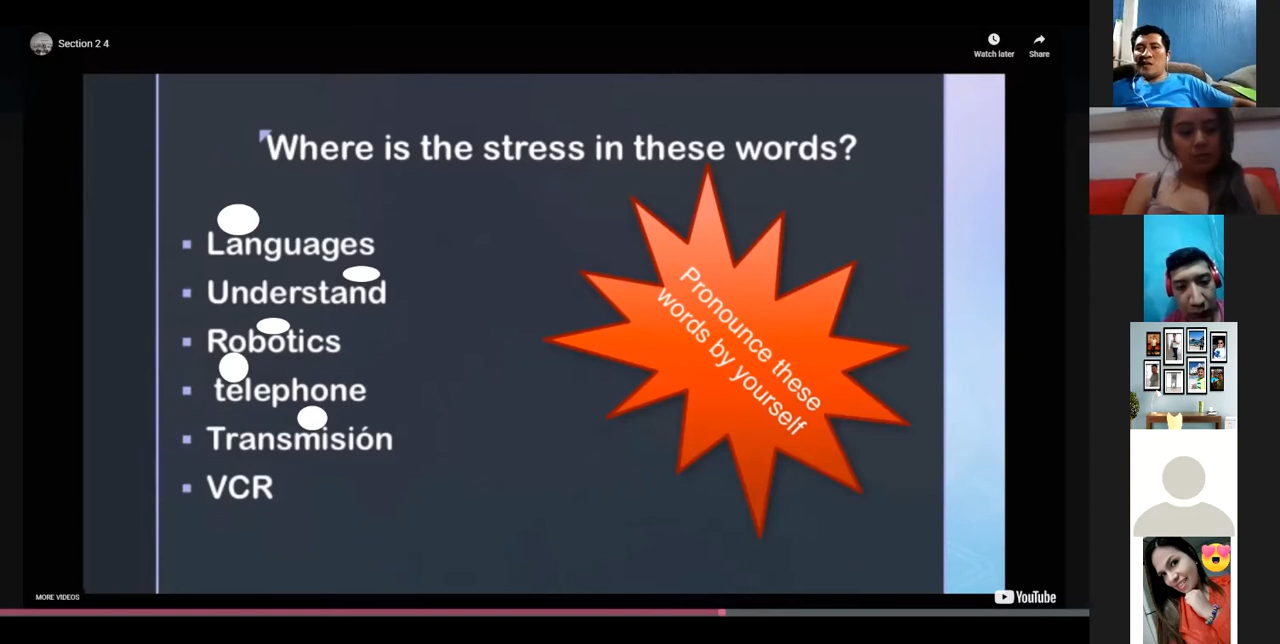 Section 2 4
Watch later
Share
Where is the stress in these words?
Languages
Understand
Robotics
telephone
Transmisión
VCR
Pronounce these
words by yourself
MORE VIDEOS
YouTube